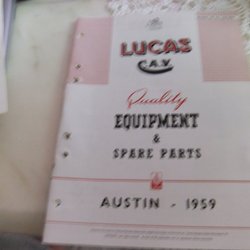 LUCAS
C.A.V.
Quality
EQUIPMENT
&
SPARE PARTS
AUSTIN - 1959